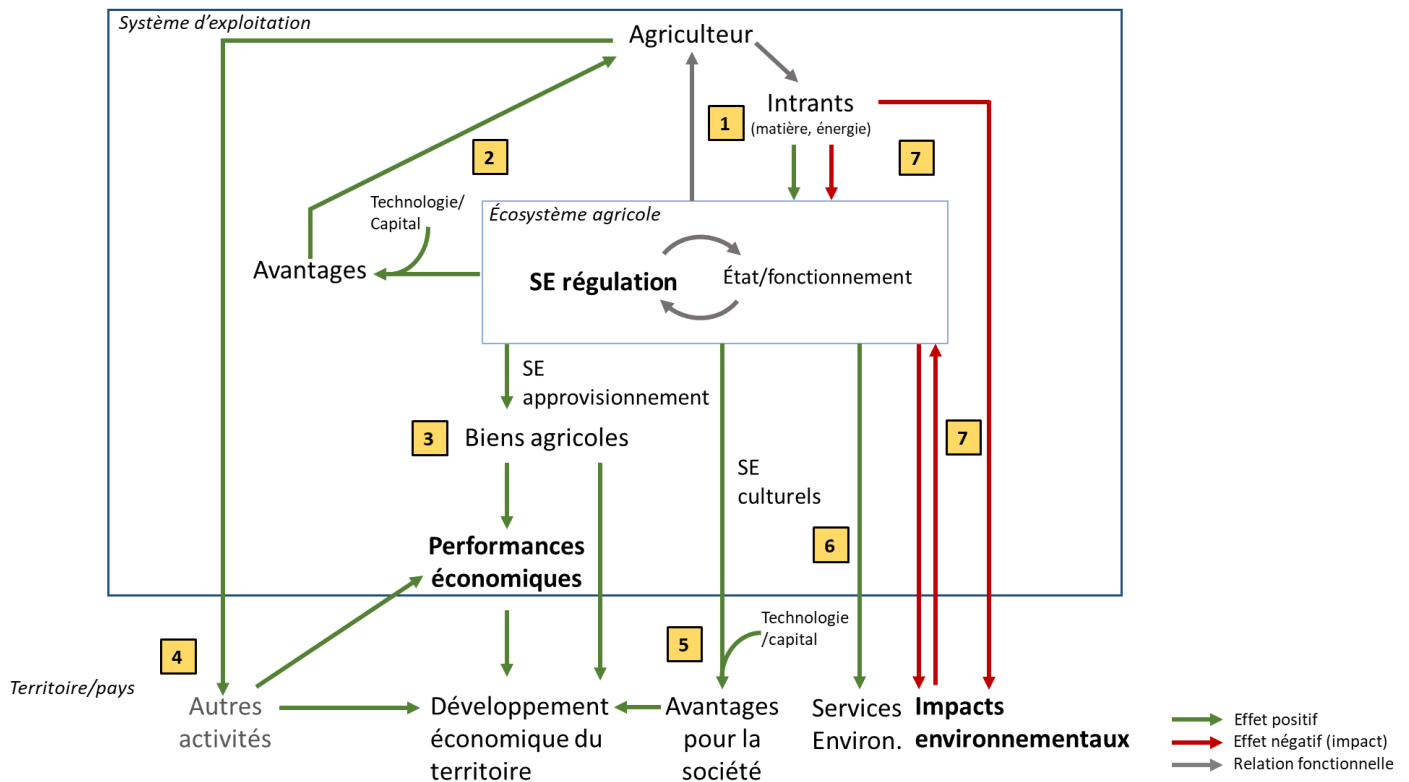 Système d’exploitation
Agriculteur
Intrants
(matière, énergie)
1
7
2
Technologie/
Capital
Avantages
Écosystème agricole
SE régulation
État/fonctionnement
SE
approvisionnement
3
Biens agricoles
SE
culturels
7
6
Performances
économiques
4
5
Technologie
/capital
Territoire/pays
Autres
activités
Développement
économique du
territoire
Avantages
pour la
société
Services
Environ.
Impacts
environnementaux
Effet positif
Effet négatif (impact)
Relation fonctionnelle